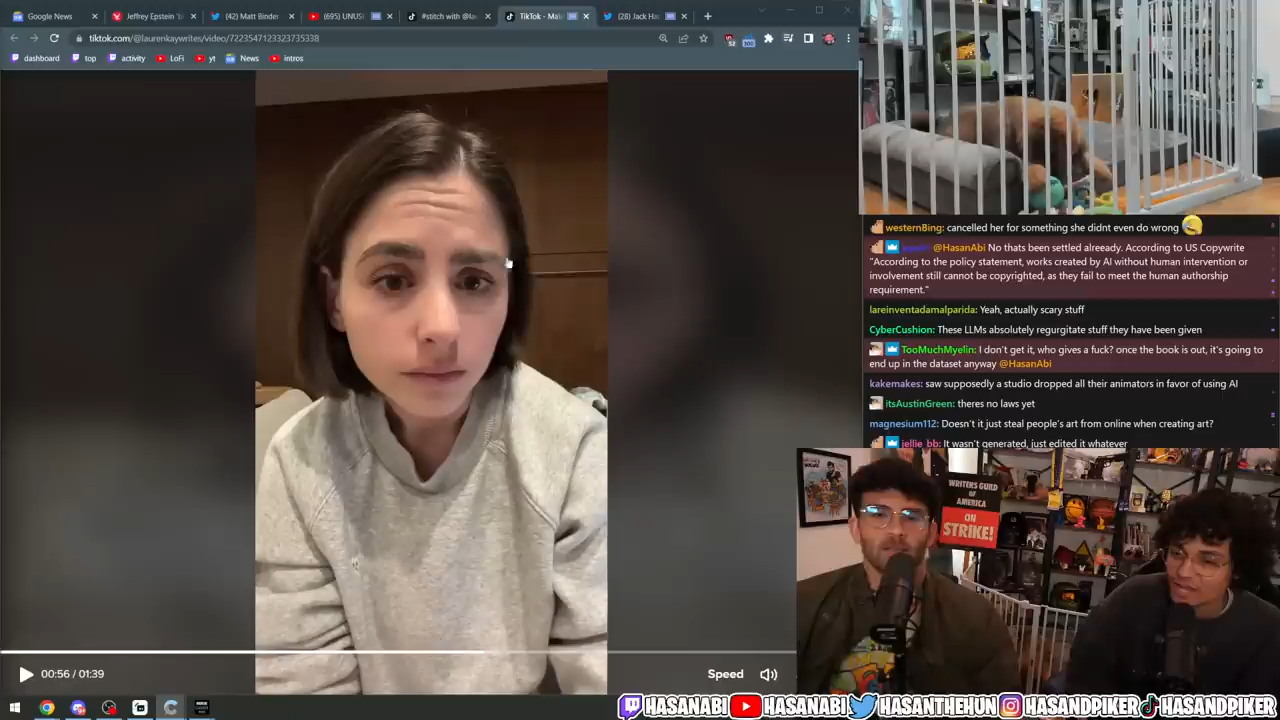 Google News
Jeffrey Epstein 'b
(42) Matt Binder
(695) UNUS
#stitch with @la
TikTok - Mak
(28) Jack Ha
tiktok.com/@laurenkaywrites/video/7223547123323735338
52
300
dashboard
top
activity
LoFi
yt
News
intros
westernBing: cancelled her for something she didnt even do wrong
@HasanAbi No thats been settled alreeady. According to US Copywrite
"According to the policy statement, works created by AI without human intervention or
involvement still cannot be copyrighted, as they fail to meet the human authorship
requirement."
lareinventadamalparida: Yeah, actually scary stuff
CyberCushion: These LLMs absolutely regurgitate stuff they have been given
TooMuchMyelin: I don't get it, who gives a fuck? once the book is out, it's going to
end up in the dataset anyway @HasanAbi
kakemakes: saw supposedly a studio dropped all their animators in favor of using AI
itsAustinGreen: theres no laws yet
magnesium112: Doesn't it just steal people's art from online when creating art?
jellie_bb: It wasn't generated, just edited it whatever
WRITERS GUILD
OF
AMERICA
ON
STRIKE!
00:56 / 01:39
Speed
HASANABI
HASANABI
HASANTHEHUN
HASANDPIKER
HASANDPIKER